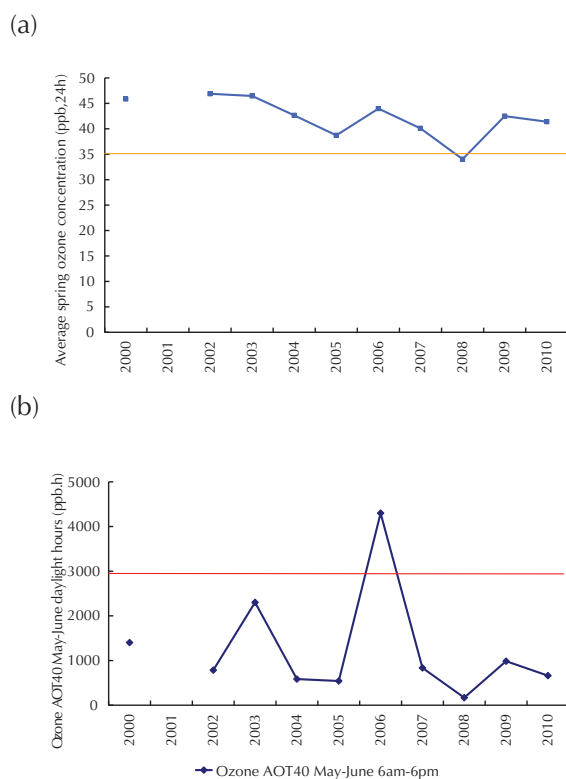 (a)
Average spring ozone concentration (ppb,24h)
50
45
40
35
30
25
20
15
10
5
0
2000 2001 2002 2003 2004 2005 2006 2007 2008 2009 2010
(b)
Ozone AOT40 May-June daylight hours (ppb.h)
5000
4000
3000
2000
1000
0
2000 2001 2002 2003 2004 2005 2006 2007 2008 2009 2010
Ozone AOT40 May-June 6am-6pm